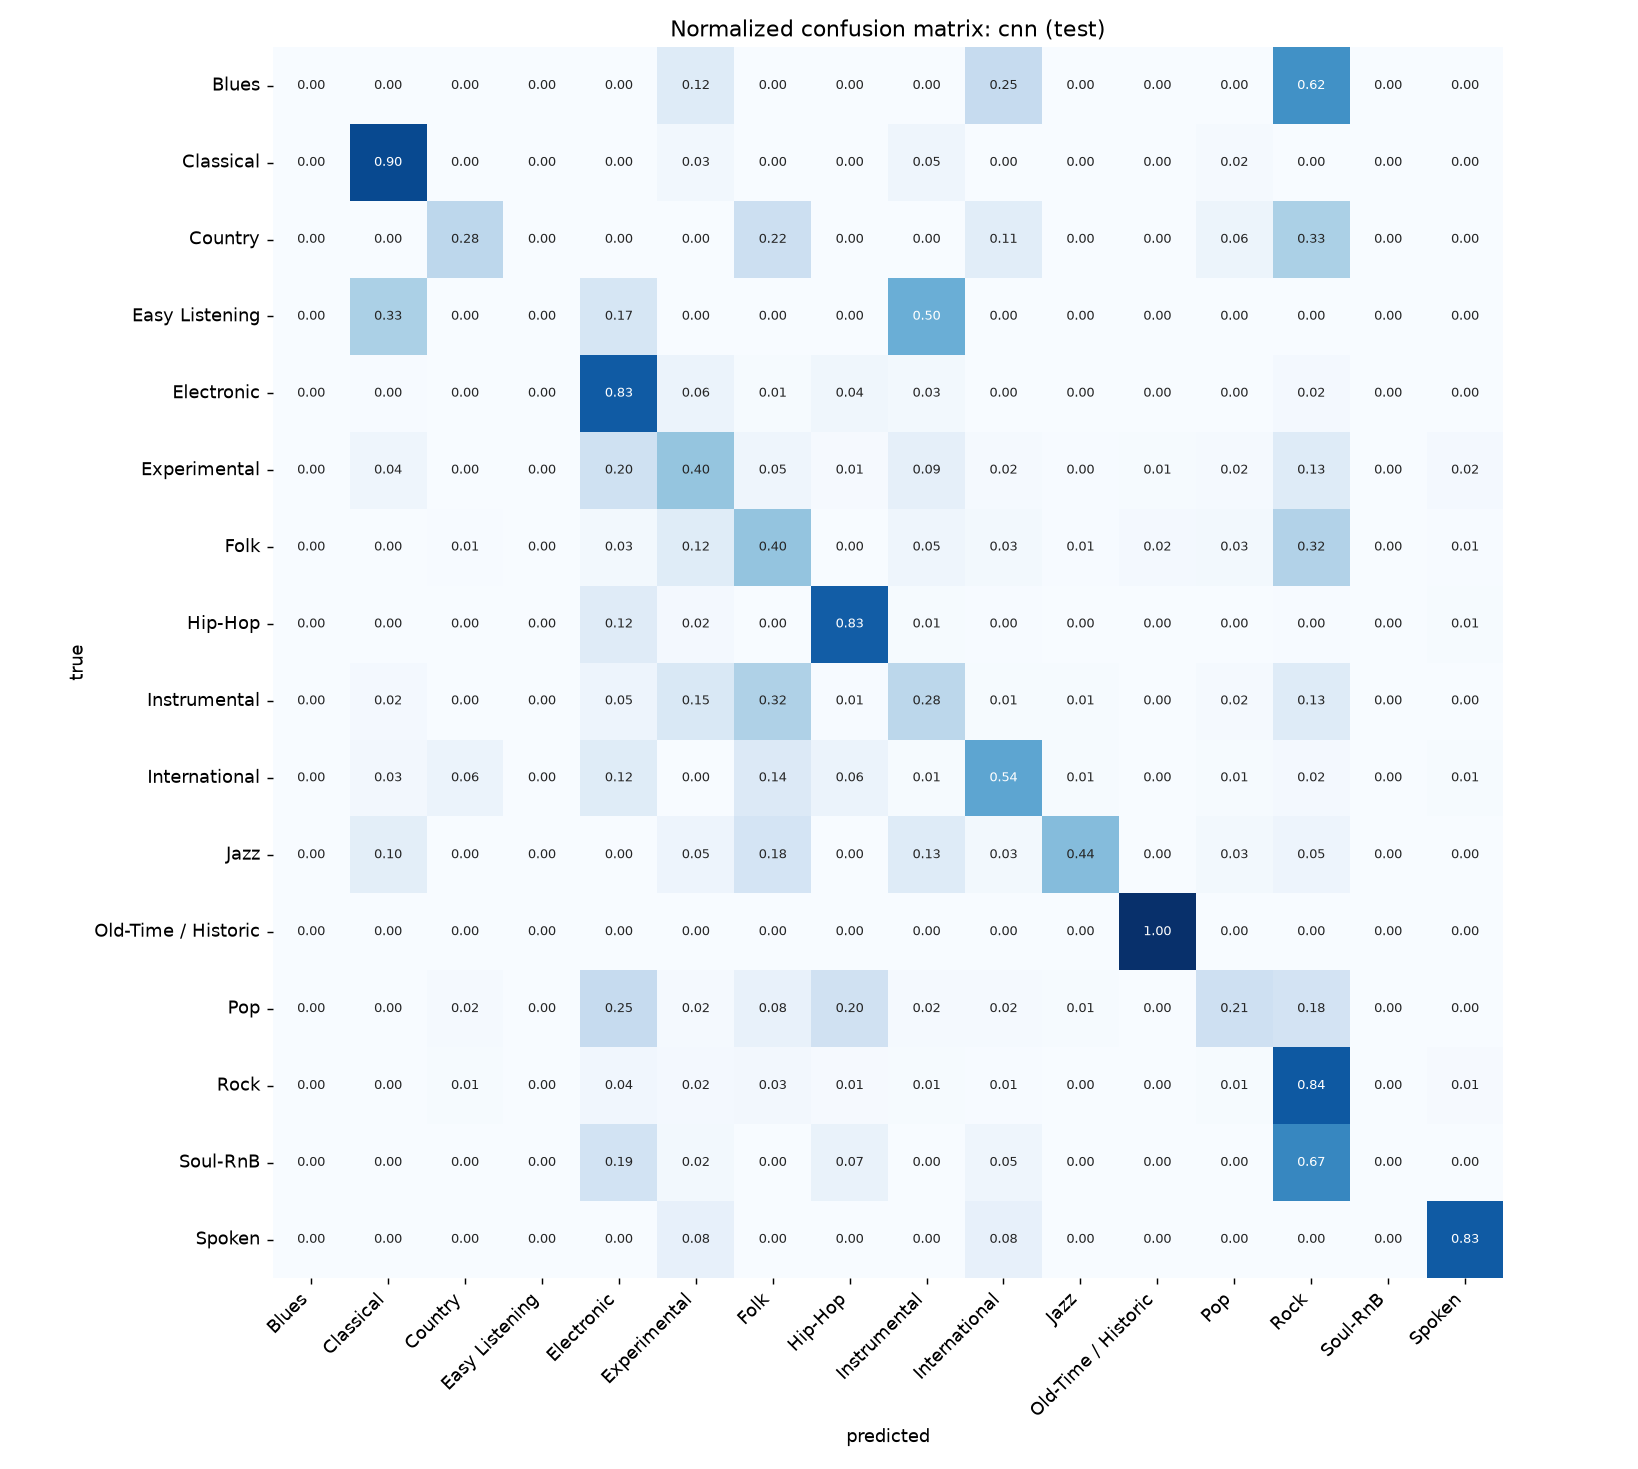 Normalized confusion matrix: cnn (test)
Blues 0.00 0.00 0.00 0.00 0.00 0.12 0.00 0.00 0.00 0.25 0.00 0.00 0.00 0.62 0.00 0.00
Classical 0.00 0.90 0.00 0.00 0.00 0.03 0.00 0.00 0.05 0.00 0.00 0.00 0.02 0.00 0.00 0.00
Country 0.00 0.00 0.28 0.00 0.00 0.00 0.22 0.00 0.00 0.11 0.00 0.00 0.06 0.33 0.00 0.00
Easy Listening 0.00 0.33 0.00 0.00 0.17 0.00 0.00 0.00 0.50 0.00 0.00 0.00 0.00 0.00 0.00 0.00
Electronic 0.00 0.00 0.00 0.00 0.83 0.06 0.01 0.04 0.03 0.00 0.00 0.00 0.00 0.02 0.00 0.00
Experimental 0.00 0.04 0.00 0.00 0.20 0.40 0.05 0.01 0.09 0.02 0.00 0.01 0.02 0.13 0.00 0.02
Folk 0.00 0.00 0.01 0.00 0.03 0.12 0.40 0.00 0.05 0.03 0.01 0.02 0.03 0.32 0.00 0.01
Hip-Hop 0.00 0.00 0.00 0.00 0.12 0.02 0.00 0.83 0.01 0.00 0.00 0.00 0.00 0.00 0.00 0.01
true
Instrumental 0.00 0.02 0.00 0.00 0.05 0.15 0.32 0.01 0.28 0.01 0.01 0.00 0.02 0.13 0.00 0.00
International 0.00 0.03 0.06 0.00 0.12 0.00 0.14 0.06 0.01 0.54 0.01 0.00 0.01 0.02 0.00 0.01
Jazz 0.00 0.10 0.00 0.00 0.00 0.05 0.18 0.00 0.13 0.03 0.44 0.00 0.03 0.05 0.00 0.00
Old-Time / Historic 0.00 0.00 0.00 0.00 0.00 0.00 0.00 0.00 0.00 0.00 0.00 1.00 0.00 0.00 0.00 0.00
Pop 0.00 0.00 0.02 0.00 0.25 0.02 0.08 0.20 0.02 0.02 0.01 0.00 0.21 0.18 0.00 0.00
Rock 0.00 0.00 0.01 0.00 0.04 0.02 0.03 0.01 0.01 0.01 0.00 0.00 0.01 0.84 0.00 0.01
Soul-RnB 0.00 0.00 0.00 0.00 0.19 0.02 0.00 0.07 0.00 0.05 0.00 0.00 0.00 0.67 0.00 0.00
Spoken 0.00 0.00 0.00 0.00 0.00 0.08 0.00 0.00 0.00 0.08 0.00 0.00 0.00 0.00 0.00 0.83
Blues Classical Country Easy Listening Electronic Experimental Folk Hip-Hop Instrumental International Jazz Old-Time / Historic Pop Rock Soul-RnB Spoken
predicted